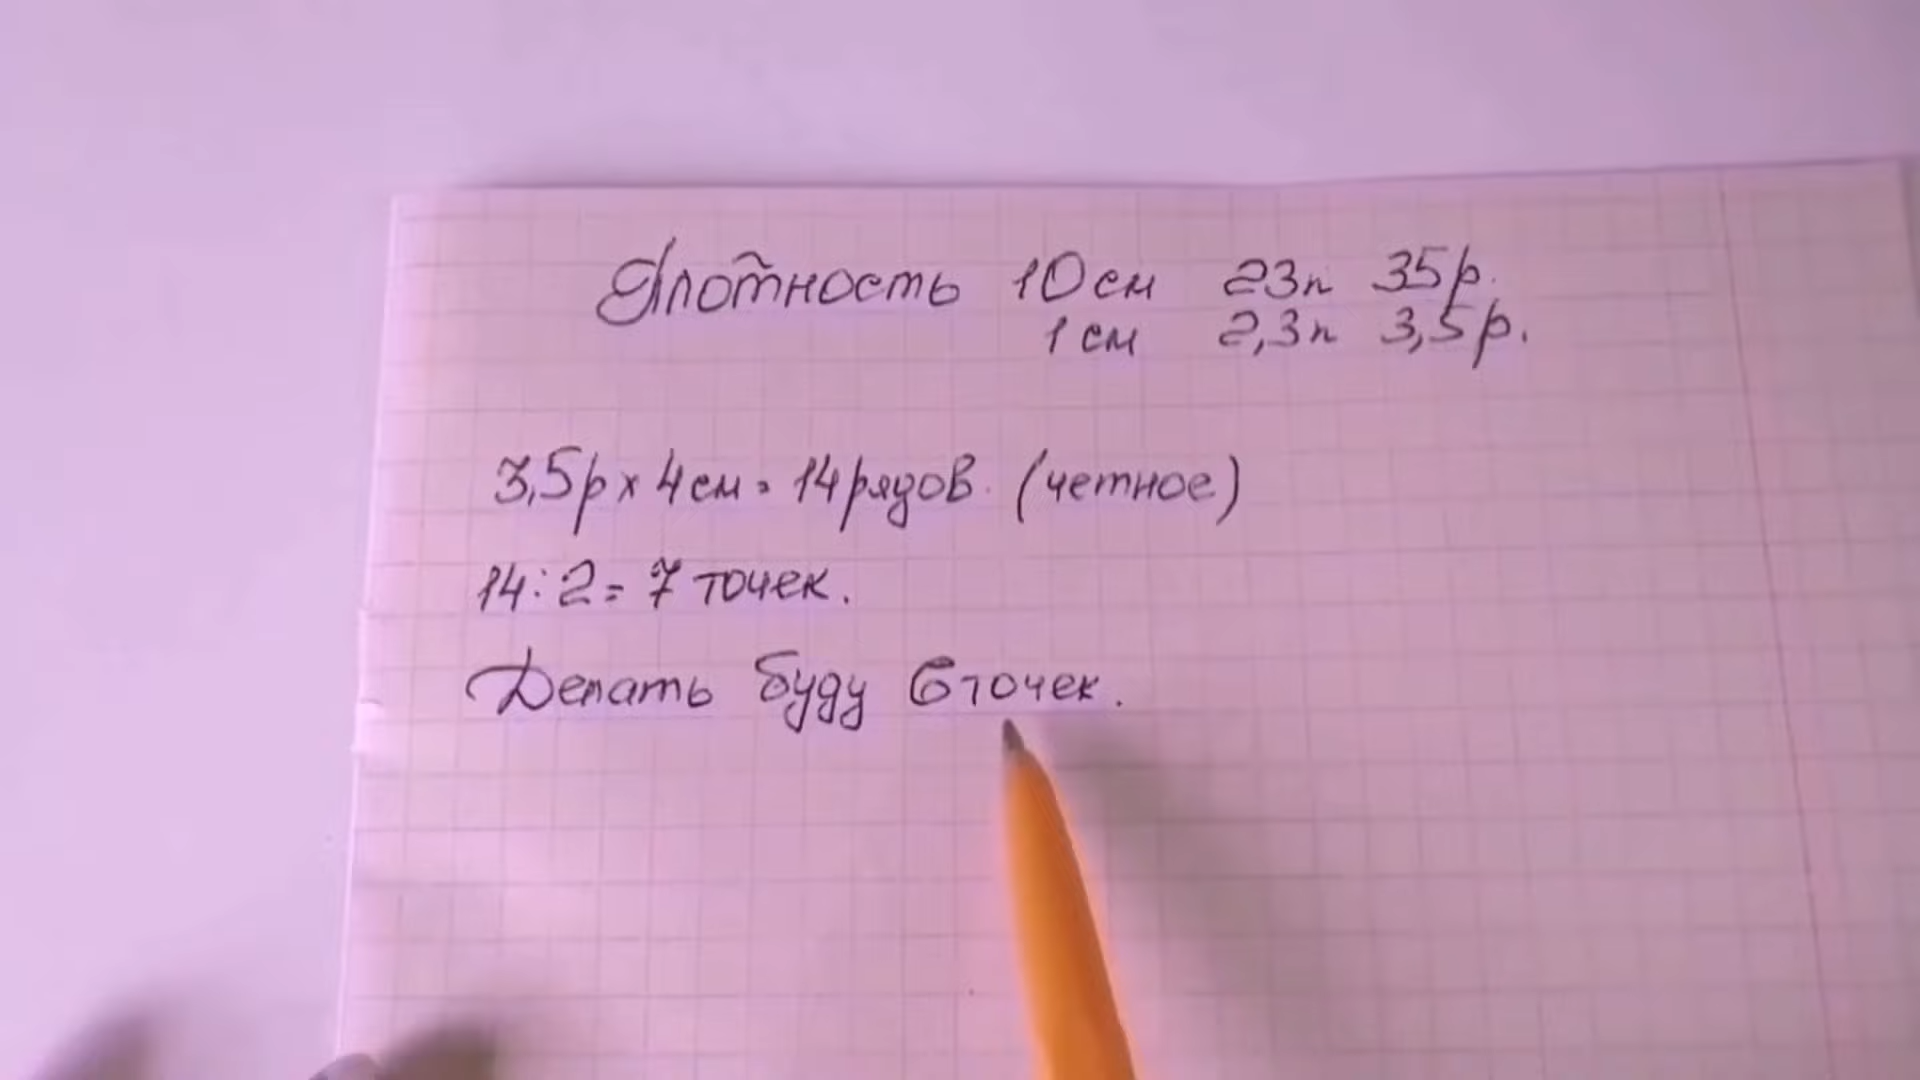 Плотность 10см 23п 35р.
1см 2,3п 3,5р.
3,5р х 4см = 14рядов. (четное)
14:2= 7 точек.
Делать буду 6точек.